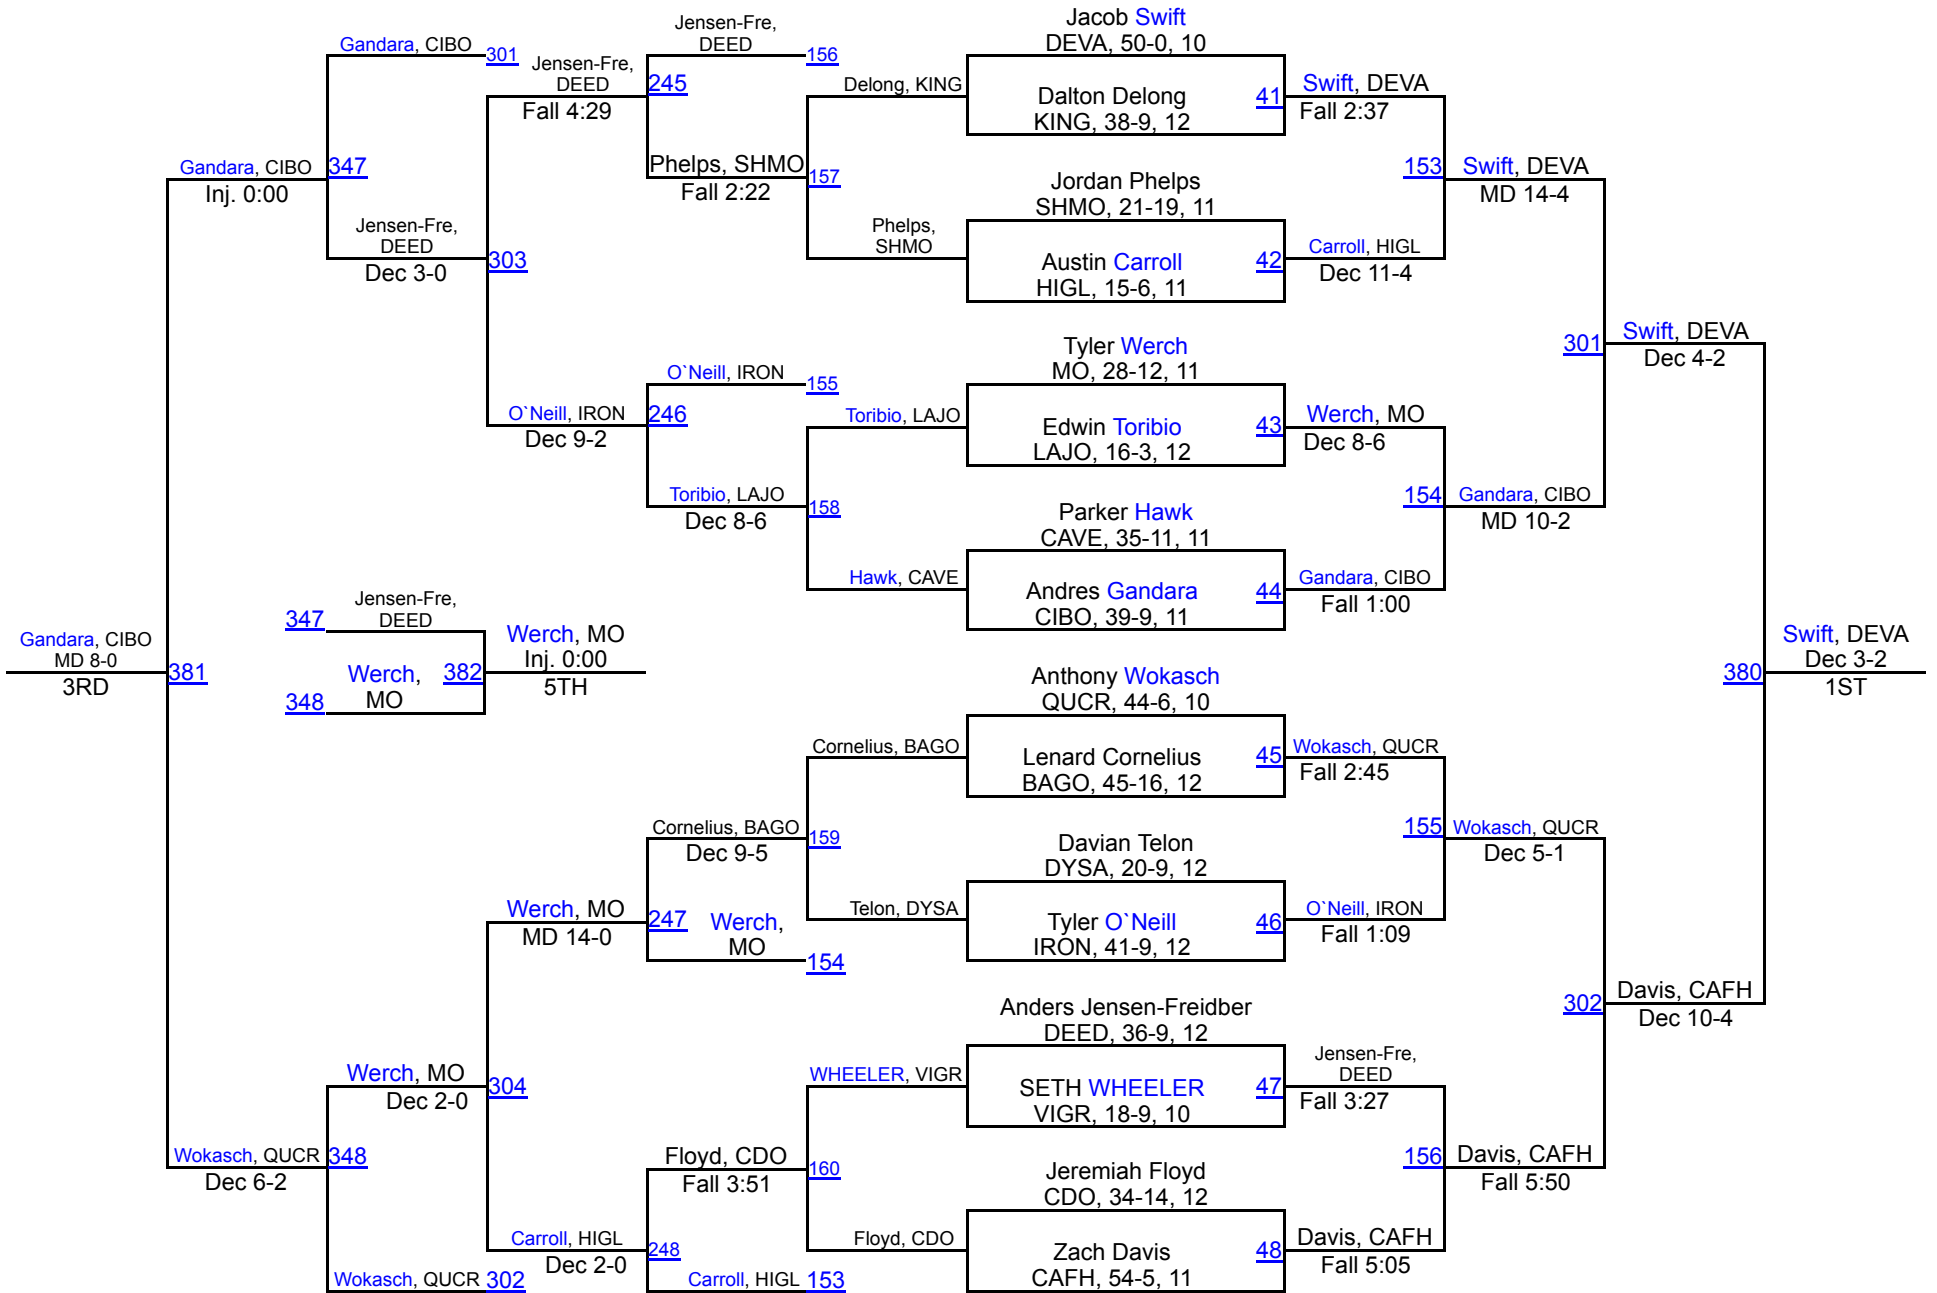 Jacob Swift
DEVA, 50-0, 10
Dalton Delong
KING, 38-9, 12
41
Jordan Phelps
SHMO, 21-19, 11
Austin Carroll
HIGL, 15-6, 11
42
Tyler Werch
MO, 28-12, 11
Edwin Toribio
LAJO, 16-3, 12
43
Parker Hawk
CAVE, 35-11, 11
Andres Gandara
CIBO, 39-9, 11
44
Anthony Wokasch
QUCR, 44-6, 10
Lenard Cornelius
BAGO, 45-16, 12
45
Davian Telon
DYSA, 20-9, 12
Tyler O`Neill
IRON, 41-9, 12
46
Anders Jensen-Freidber
DEED, 36-9, 12
SETH WHEELER
VIGR, 18-9, 10
47
Jeremiah Floyd
CDO, 34-14, 12
Zach Davis
CAFH, 54-5, 11
48
Swift, DEVA
Fall 2:37
153
Carroll, HIGL
Dec 11-4
Werch, MO
Dec 8-6
154
Gandara, CIBO
Fall 1:00
Wokasch, QUCR
Fall 2:45
155
O`Neill, IRON
Fall 1:09
Jensen-Fre,
DEED
Fall 3:27
156
Davis, CAFH
Fall 5:05
Swift, DEVA
MD 14-4
301
Gandara, CIBO
MD 10-2
Wokasch, QUCR
Dec 5-1
302
Davis, CAFH
Fall 5:50
Swift, DEVA
Dec 4-2
380
Davis, CAFH
Dec 10-4
Swift, DEVA
Dec 3-2
1ST
Delong, KING
157
Phelps,
SHMO
Toribio, LAJO
158
Hawk, CAVE
Cornelius, BAGO
159
Telon, DYSA
WHEELER, VIGR
160
Floyd, CDO
Jensen-Fre,
DEED
156
245
Phelps, SHMO
Fall 2:22
O`Neill, IRON
155
246
Toribio, LAJO
Dec 8-6
Cornelius, BAGO
Dec 9-5
247
Werch,
MO
154
Floyd, CDO
Fall 3:51
248
Carroll, HIGL
153
Jensen-Fre,
DEED
Fall 4:29
303
O`Neill, IRON
Dec 9-2
Werch, MO
MD 14-0
304
Carroll, HIGL
Dec 2-0
Gandara, CIBO
301
347
Jensen-Fre,
DEED
Dec 3-0
Werch, MO
Dec 2-0
348
Wokasch, QUCR
302
Gandara, CIBO
Inj. 0:00
381
Wokasch, QUCR
Dec 6-2
Gandara, CIBO
MD 8-0
3RD
347
Jensen-Fre,
DEED
382
348
Werch,
MO
Werch, MO
Inj. 0:00
5TH